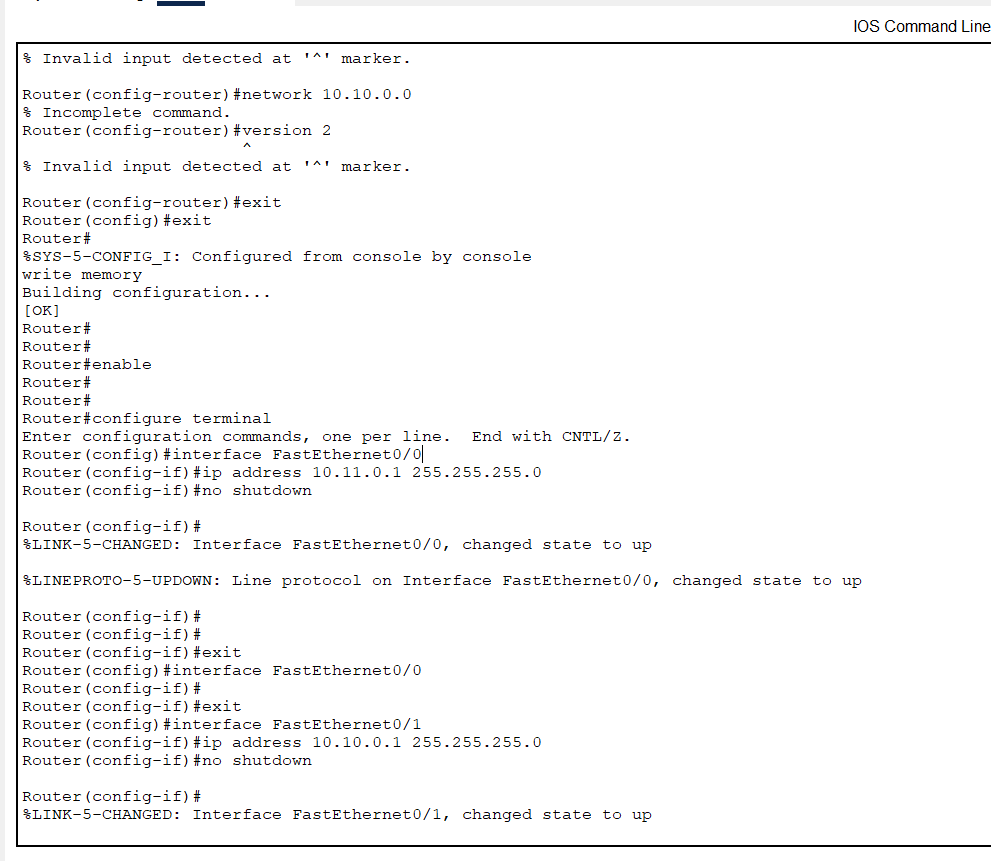 IOS Command Line
% Invalid input detected at '^' marker.
Router(config-router)#network 10.10.0.0
% Incomplete command.
Router(config-router)#version 2
^
% Invalid input detected at '^' marker.
Router(config-router)#exit
Router(config)#exit
Router#
%SYS-5-CONFIG_I: Configured from console by console
write memory
Building configuration...
[OK]
Router#
Router#
Router#enable
Router#
Router#
Router#configure terminal
Enter configuration commands, one per line.  End with CNTL/Z.
Router(config)#interface FastEthernet0/0
Router(config-if)#ip address 10.11.0.1 255.255.255.0
Router(config-if)#no shutdown
Router(config-if)#
%LINK-5-CHANGED: Interface FastEthernet0/0, changed state to up
%LINEPROTO-5-UPDOWN: Line protocol on Interface FastEthernet0/0, changed state to up
Router(config-if)#
Router(config-if)#
Router(config-if)#exit
Router(config)#interface FastEthernet0/0
Router(config-if)#
Router(config-if)#exit
Router(config)#interface FastEthernet0/1
Router(config-if)#ip address 10.10.0.1 255.255.255.0
Router(config-if)#no shutdown
Router(config-if)#
%LINK-5-CHANGED: Interface FastEthernet0/1, changed state to up